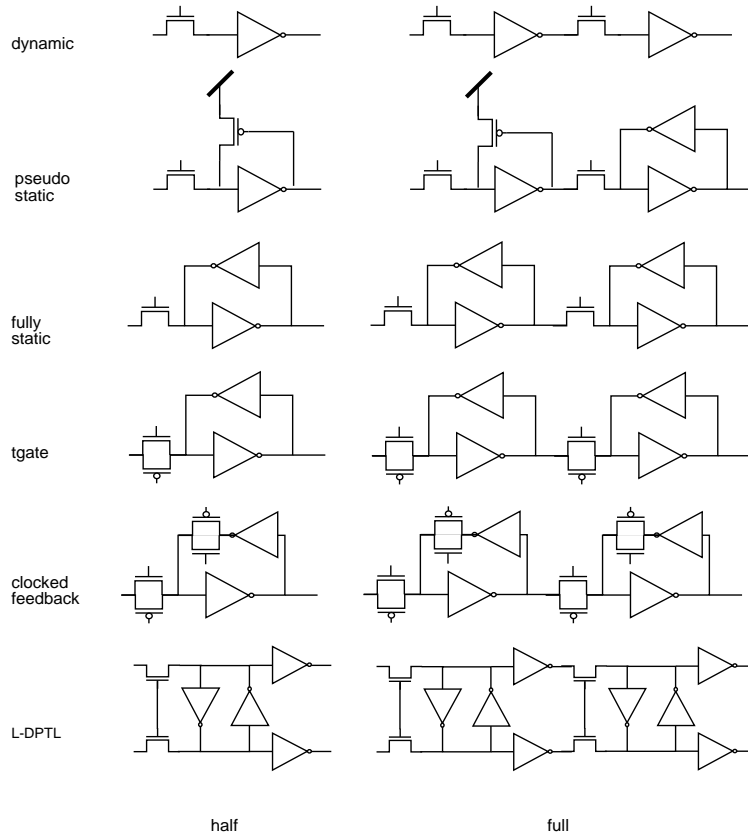 dynamic
pseudo
static
fully
static
tgate
clocked
feedback
L-DPTL
half full